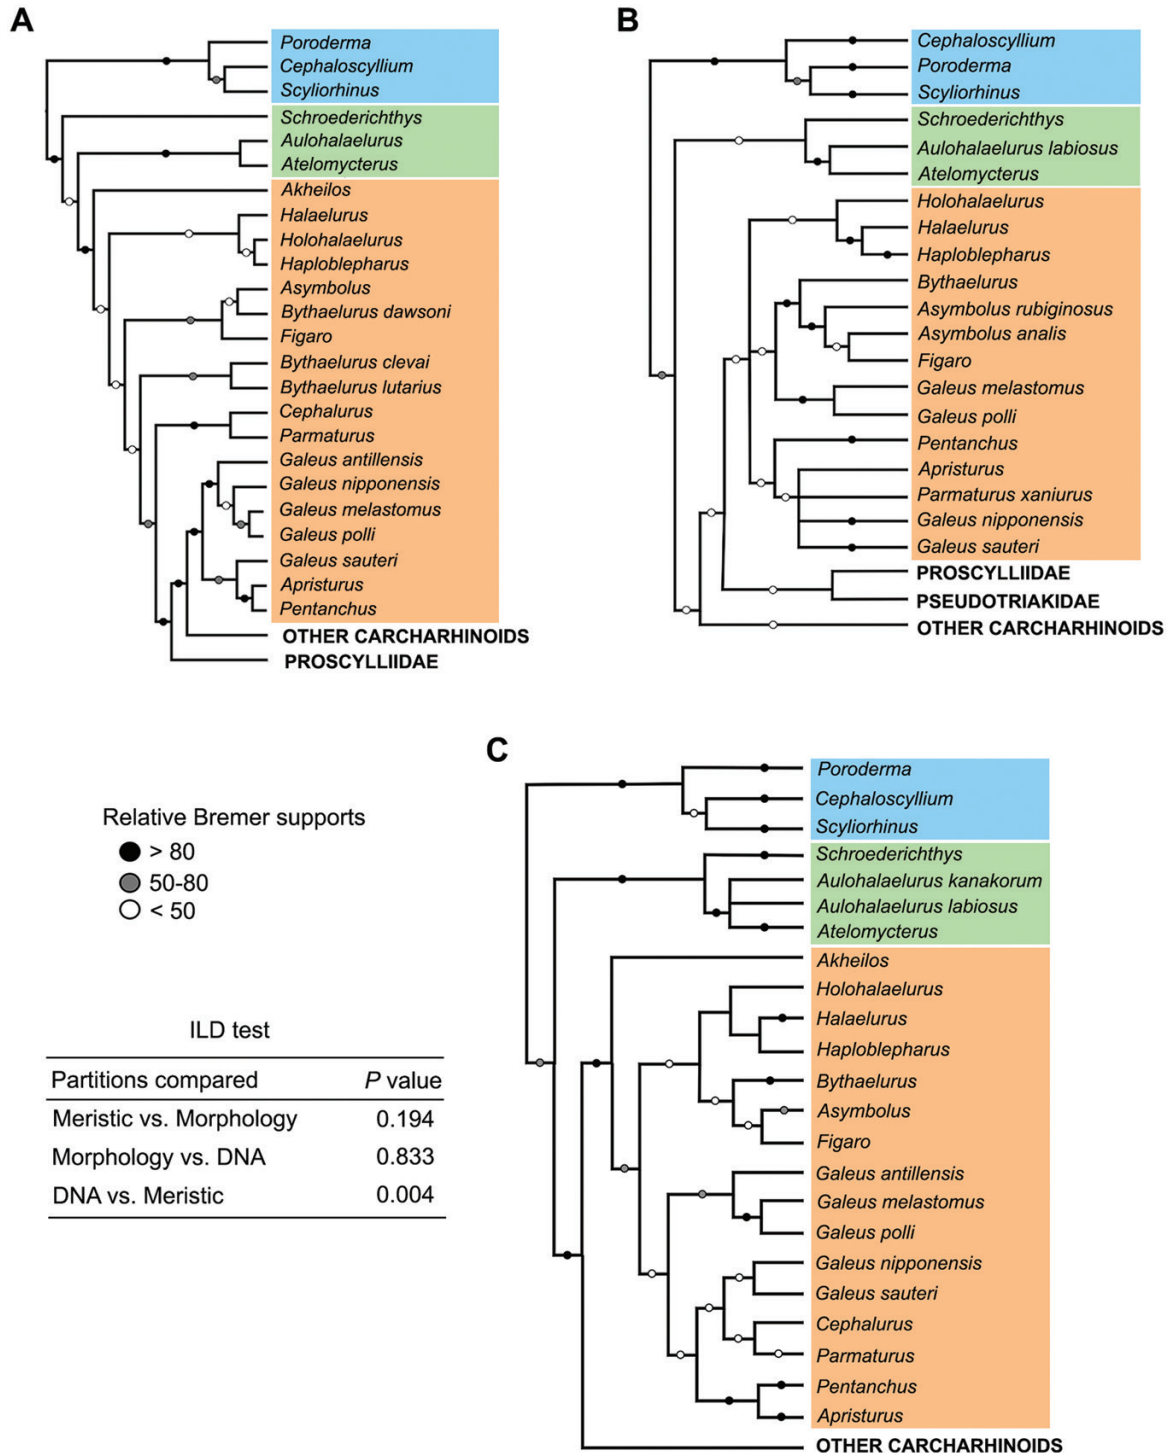 A
Poroderma
Cephaloscyllium
Scyliorhinus
Schroederichthys
Aulohalaelurus
Atelomycterus
Akheilos
Halaelurus
Holohalaelurus
Haploblepharus
Asymbolus
Bythaelurus dawsoni
Figaro
Bythaelurus clevai
Bythaelurus lutarius
Cephalurus
Parmaturus
Galeus antillensis
Galeus nipponensis
Galeus melastomus
Galeus polli
Galeus sauteri
Apristurus
Pentanchus
OTHER CARCHARHINOIDS
PROSCYLLIIDAE
B
Cephaloscyllium
Poroderma
Scyliorhinus
Schroederichthys
Aulohalaelurus labiosus
Atelomycterus
Holohalaelurus
Halaelurus
Haploblepharus
Bythaelurus
Asymbolus rubiginosus
Asymbolus analis
Figaro
Galeus melastomus
Galeus polli
Pentanchus
Apristurus
Parmaturus xaniurus
Galeus nipponensis
Galeus sauteri
PROSCYLLIIDAE
PSEUDOTRIAKIDAE
OTHER CARCHARHINOIDS
Relative Bremer supports
> 80
50-80
< 50
ILD test
Partitions compared P value
Meristic vs. Morphology 0.194
Morphology vs. DNA 0.833
DNA vs. Meristic 0.004
C
Poroderma
Cephaloscyllium
Scyliorhinus
Schroederichthys
Aulohalaelurus kanakorum
Aulohalaelurus labiosus
Atelomycterus
Akheilos
Holohalaelurus
Halaelurus
Haploblepharus
Bythaelurus
Asymbolus
Figaro
Galeus antillensis
Galeus melastomus
Galeus polli
Galeus nipponensis
Galeus sauteri
Cephalurus
Parmaturus
Pentanchus
Apristurus
OTHER CARCHARHINOIDS